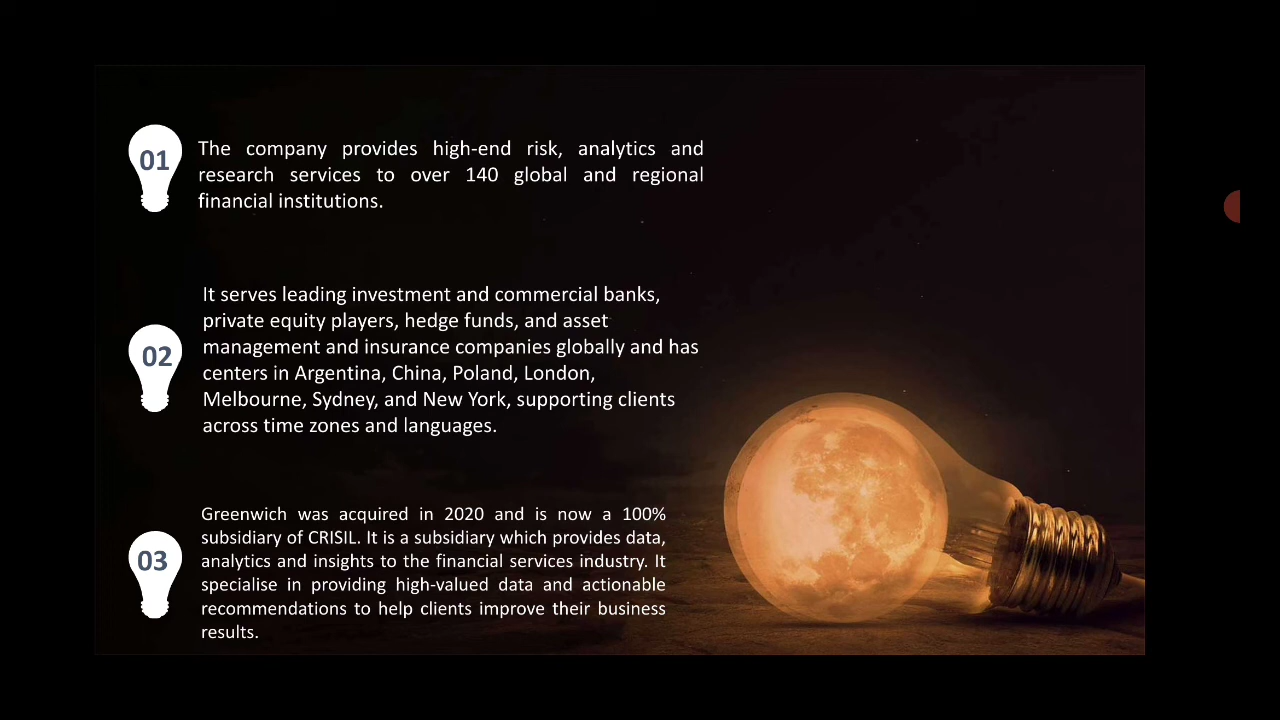 01
The company provides high-end risk, analytics and
research services to over 140 global and regional
financial institutions.
02
It serves leading investment and commercial banks,
private equity players, hedge funds, and asset
management and insurance companies globally and has
centers in Argentina, China, Poland, London,
Melbourne, Sydney, and New York, supporting clients
across time zones and languages.
03
Greenwich was acquired in 2020 and is now a 100%
subsidiary of CRISIL. It is a subsidiary which provides data,
analytics and insights to the financial services industry. It
specialise in providing high-valued data and actionable
recommendations to help clients improve their business
results.